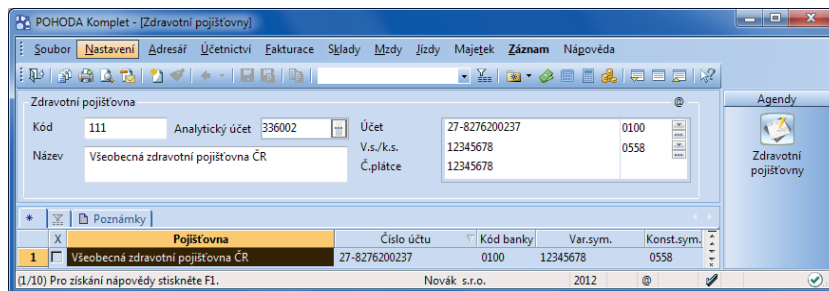 POHODA Komplet - [Zdravotní pojišťovny]
Soubor Nastavení Adresář Účetnictví Fakturace Sklady Mzdy Jízdy Majetek Záznam Nápověda
Zdravotní pojišťovna @ Agendy
Kód 111 Analytický účet 336002 ... Účet 27-8276200237 0100
V.s./k.s. 12345678 0558
Název Všeobecná zdravotní pojišťovna ČR Č.plátce 12345678
Zdravotní
pojišťovny
* Poznámky
X Pojišťovna Číslo účtu Kód banky Var.sym. Konst.sym.
1 Všeobecná zdravotní pojišťovna ČR 27-8276200237 0100 12345678 0558
(1/10) Pro získání nápovědy stiskněte F1. Novák s.r.o. 2012 @